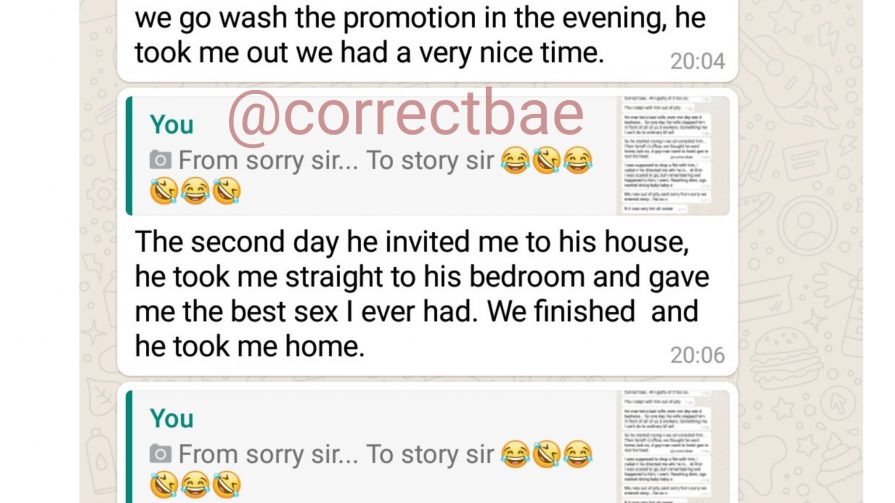 we go wash the promotion in the evening, he
took me out we had a very nice time.
20:04
@correctbae
You
From sorry sir... To story sir 😂🤣😂
🤣😂🤣
The second day he invited me to his house,
he took me straight to his bedroom and gave
me the best sex I ever had. We finished  and
he took me home.
20:06
You
From sorry sir... To story sir 😂🤣😂
🤣😂🤣